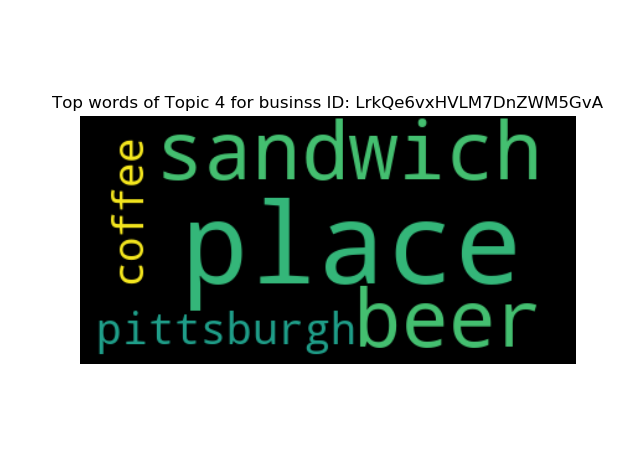 Top words of Topic 4 for businss ID: LrkQe6vxHVLM7DnZWM5GvA
coffee
sandwich
place
pittsburgh
beer